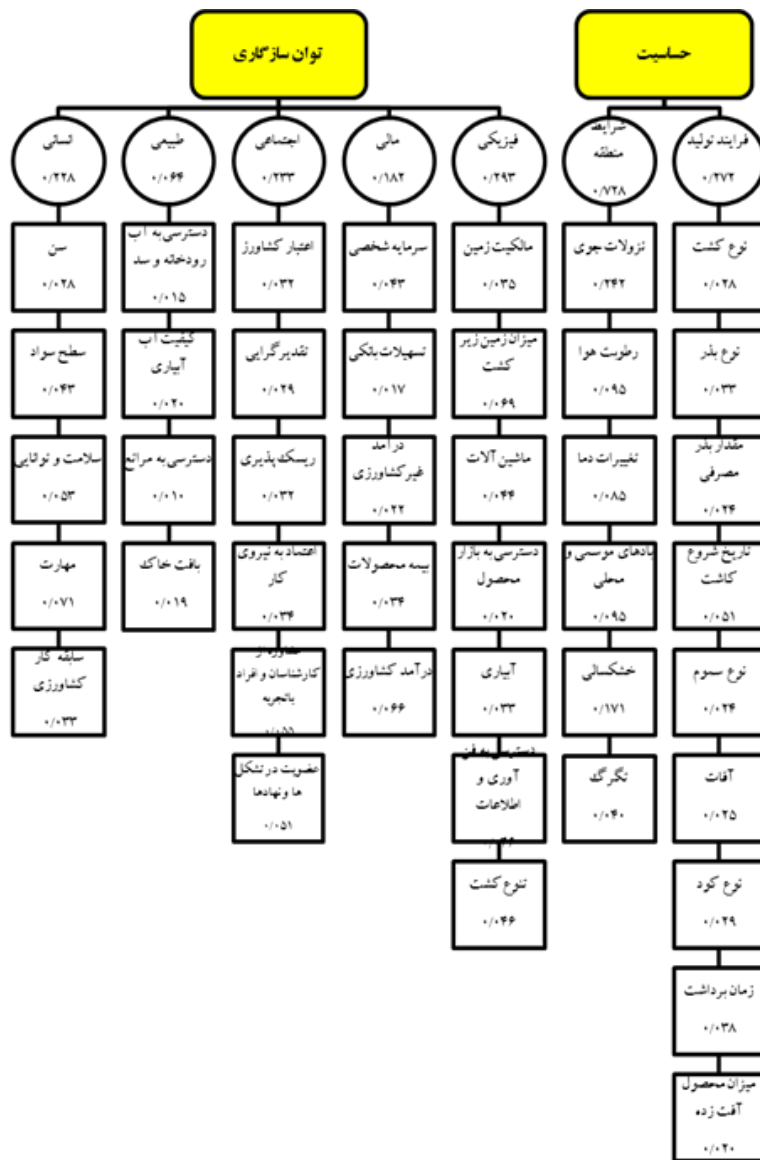 حساسیت
فرایند تولید
۰/۲۷۲
نوع کشت
۰/۰۲۸
نوع بذر
۰/۰۳۳
مقدار بذر
مصرفی
۰/۰۲۴
تاریخ شروع
کاشت
۰/۰۵۱
نوع سموم
۰/۰۲۴
آفات
۰/۰۲۵
نوع کود
۰/۰۲۹
زمان برداشت
۰/۰۳۸
میزان محصول
آفت زده
۰/۰۲۰
شرایط
منطقه
۰/۷۲۸
نزولات جوی
۰/۲۴۲
رطوبت هوا
۰/۰۹۵
تغییرات دما
۰/۰۸۵
بادهای موسمی و
محلی
۰/۰۹۵
خشکسالی
۰/۱۷۱
تگرگ
۰/۰۴۰
توان سازگاری
فیزیکی
۰/۲۹۳
مالکیت زمین
۰/۰۳۵
میزان زمین زیر
کشت
۰/۰۶۹
ماشین آلات
۰/۰۴۴
دسترسی به بازار
محصول
۰/۰۲۰
آبیاری
۰/۰۳۳
دسترسی به فن
آوری و
اطلاعات
تنوع کشت
۰/۰۴۶
مالی
۰/۱۸۲
سرمایه شخصی
۰/۰۴۳
تسهیلات بانکی
۰/۰۱۷
درآمد
غیرکشاورزی
۰/۰۲۲
بیمه محصولات
۰/۰۳۴
درآمد کشاورزی
۰/۰۶۶
اجتماعی
۰/۲۳۳
اعتبار کشاورز
۰/۰۳۲
تقدیرگرایی
۰/۰۲۹
ریسک پذیری
۰/۰۳۲
اعتماد به نیروی
کار
۰/۰۳۴
مشاوره از
کارشناسان و افراد
باتجربه
۰/۰۵۵
عضویت در تشکل
ها و نهادها
۰/۰۵۱
طبیعی
۰/۰۶۴
دسترسی به آب
رودخانه و سد
۰/۰۱۵
کیفیت آب
آبیاری
۰/۰۲۰
دسترسی به مراتع
۰/۰۱۰
بافت خاک
۰/۰۱۹
انسانی
۰/۲۲۸
سن
۰/۰۲۸
سطح سواد
۰/۰۴۳
سلامت و توانایی
۰/۰۵۳
مهارت
۰/۰۷۱
سابقه کار
کشاورزی
۰/۰۳۳